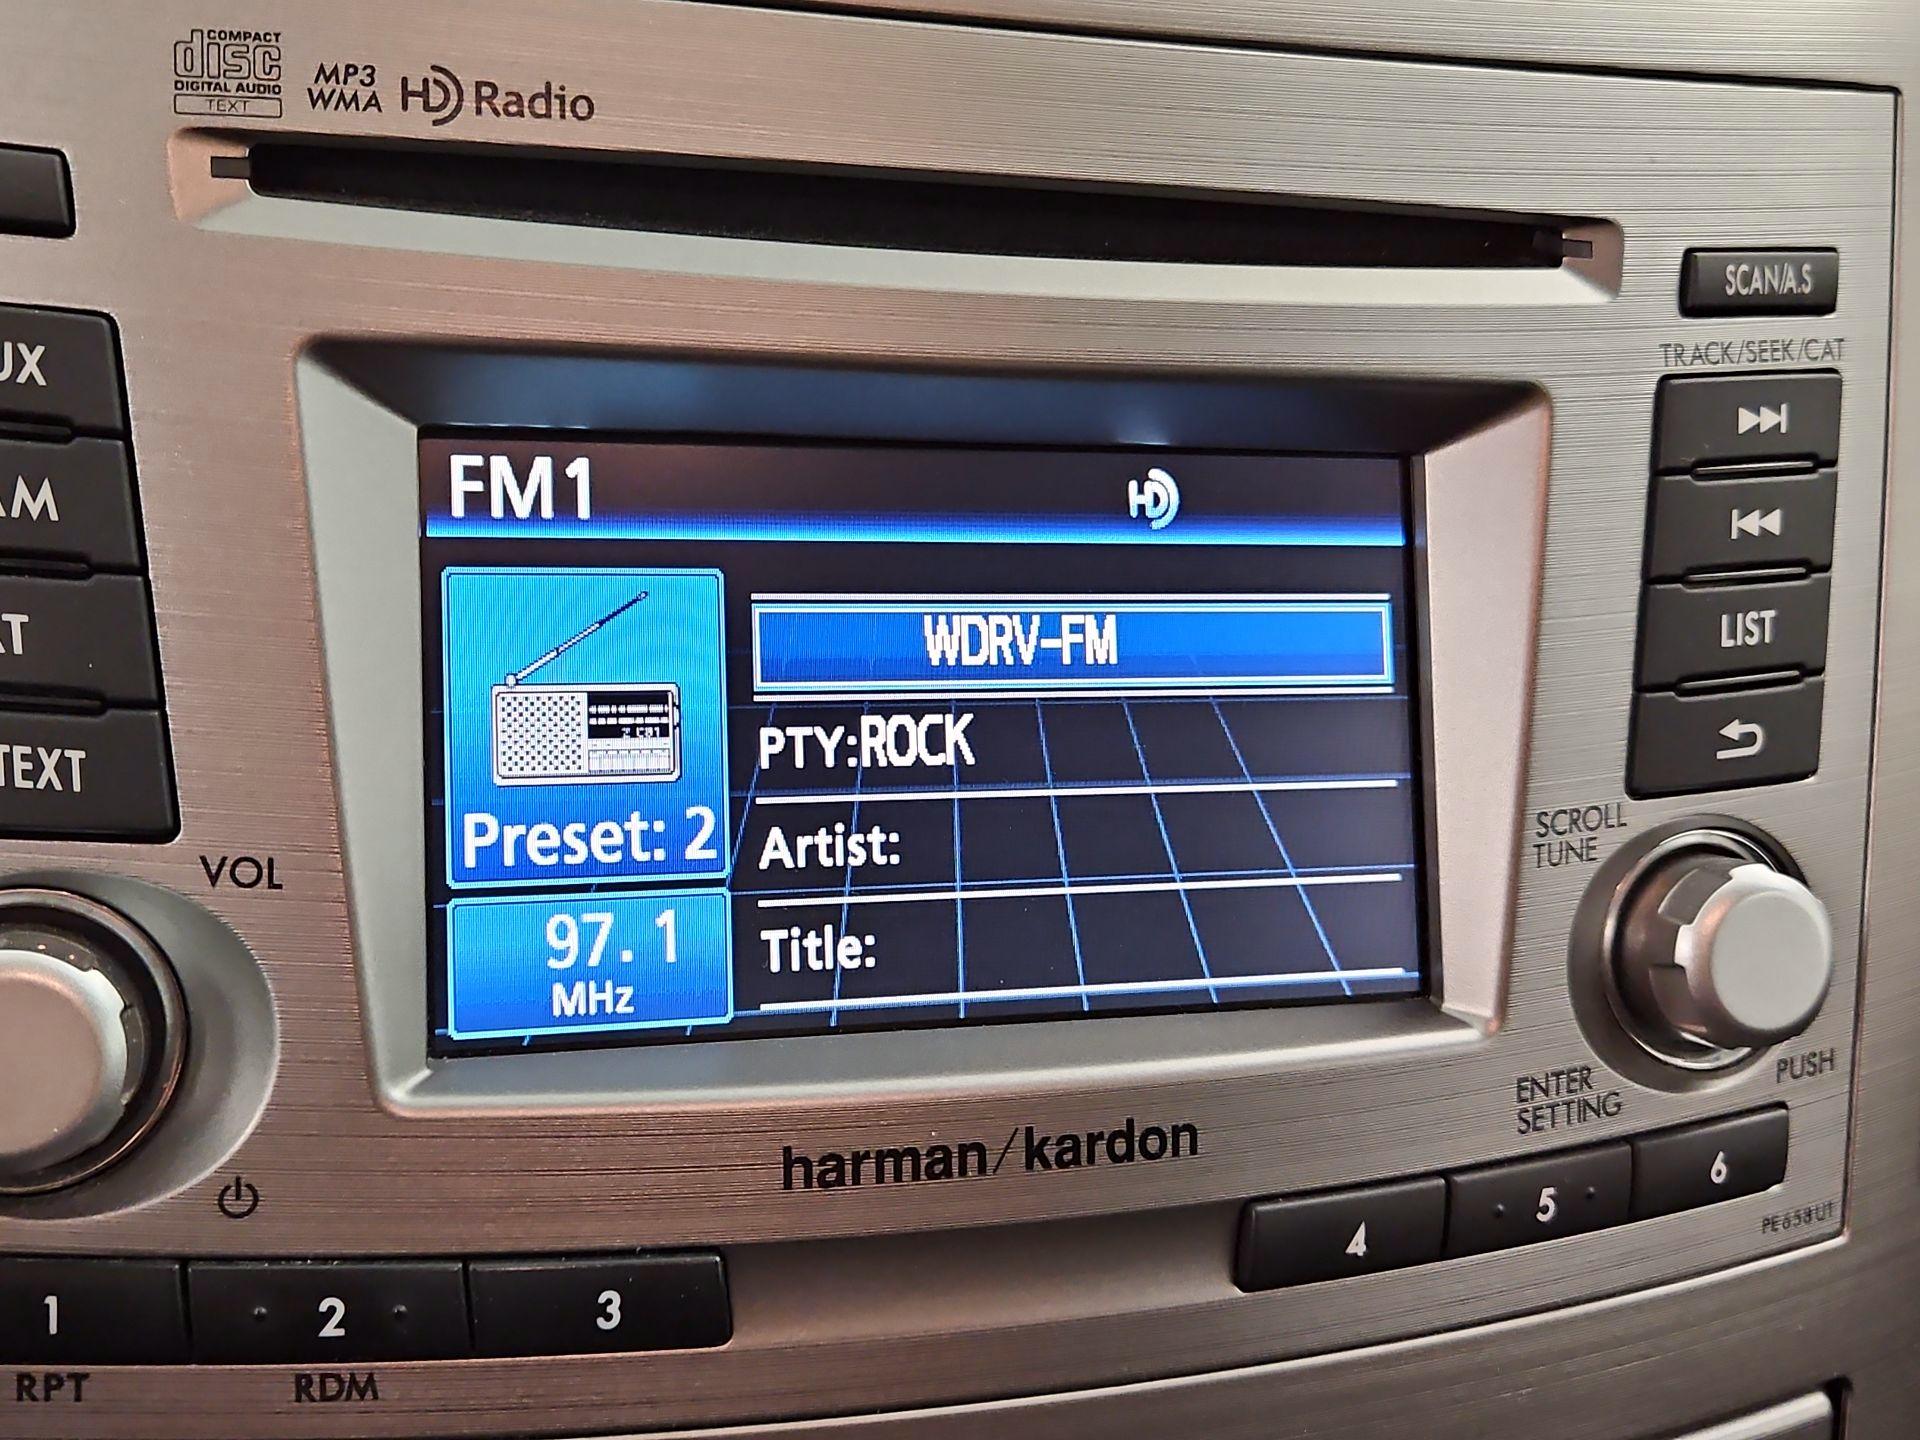 COMPACT
disc
DIGITAL AUDIO
TEXT
MP3
WMA
HD Radio
SCAN/A.S
TRACK/SEEK/CAT
UX
AM
AT
TEXT
LIST
FM1
HD
WDRV-FM
PTY:ROCK
Artist:
Title:
Preset: 2
97.1
MHz
VOL
SCROLL
TUNE
PUSH
ENTER
SETTING
harman/kardon
1
2
3
4
5
6
PE658U1
RPT
RDM